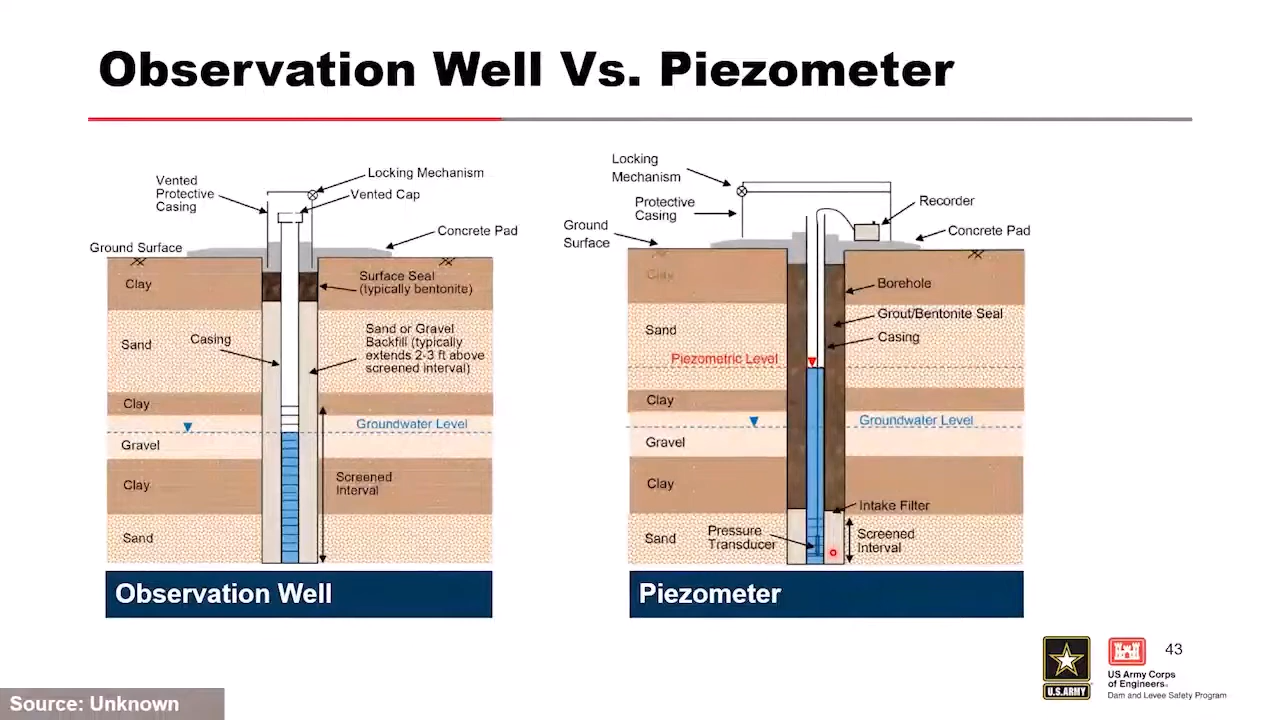 Observation Well Vs. Piezometer
Locking Mechanism
Vented
Protective
Casing
Vented Cap
Concrete Pad
Ground Surface
Clay
Surface Seal
(typically bentonite)
Sand
Casing
Sand or Gravel
Backfill (typically
extends 2-3 ft above
screened interval)
Clay
Groundwater Level
Gravel
Clay
Screened
Interval
Sand
Observation Well
Locking
Mechanism
Protective
Casing
Recorder
Ground
Surface
Concrete Pad
Clay
Borehole
Grout/Bentonite Seal
Sand
Casing
Piezometric Level
Clay
Groundwater Level
Gravel
Clay
Intake Filter
Pressure
Transducer
Sand
Screened
Interval
Piezometer
U.S.ARMY
US Army Corps
of Engineers®
Dam and Levee Safety Program
43
Source: Unknown